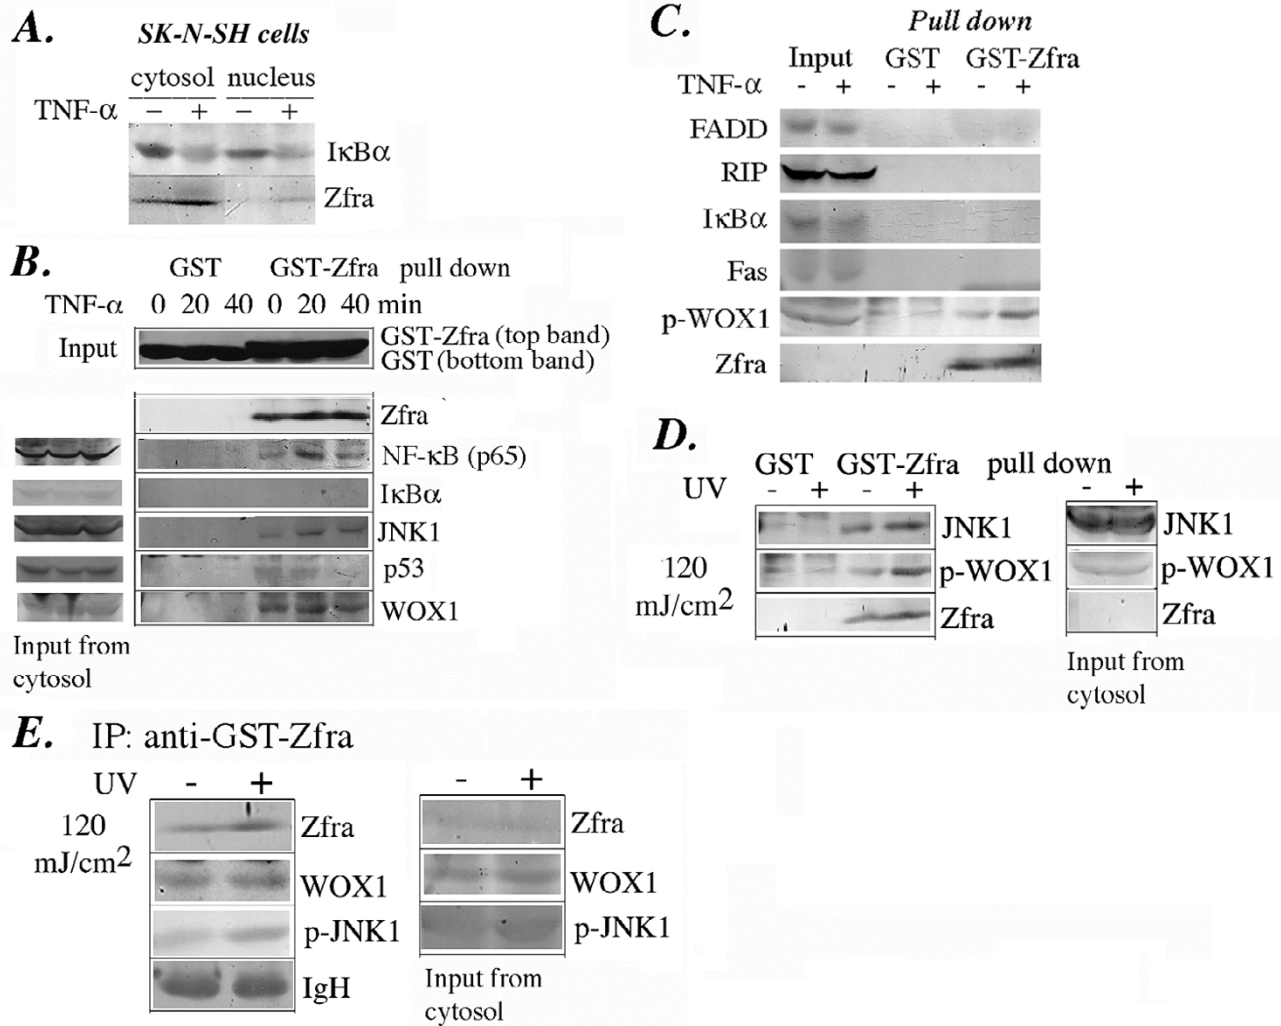 A.
SK-N-SH cells
cytosol nucleus
TNF-α − + − +
IκBα
Zfra
B.
GST GST-Zfra pull down
TNF-α 0 20 40 0 20 40 min
Input
GST-Zfra (top band)
GST (bottom band)
Zfra
NF-κB (p65)
IκBα
JNK1
p53
WOX1
Input from
cytosol
C.
Pull down
Input GST GST-Zfra
TNF-α - + - + - +
FADD
RIP
IκBα
Fas
p-WOX1
Zfra
D.
GST GST-Zfra pull down
UV - + - + - +
120
mJ/cm2
JNK1
p-WOX1
Zfra
JNK1
p-WOX1
Zfra
Input from
cytosol
E. IP: anti-GST-Zfra
UV - + - +
120
mJ/cm2
Zfra
WOX1
p-JNK1
IgH
Zfra
WOX1
p-JNK1
Input from
cytosol